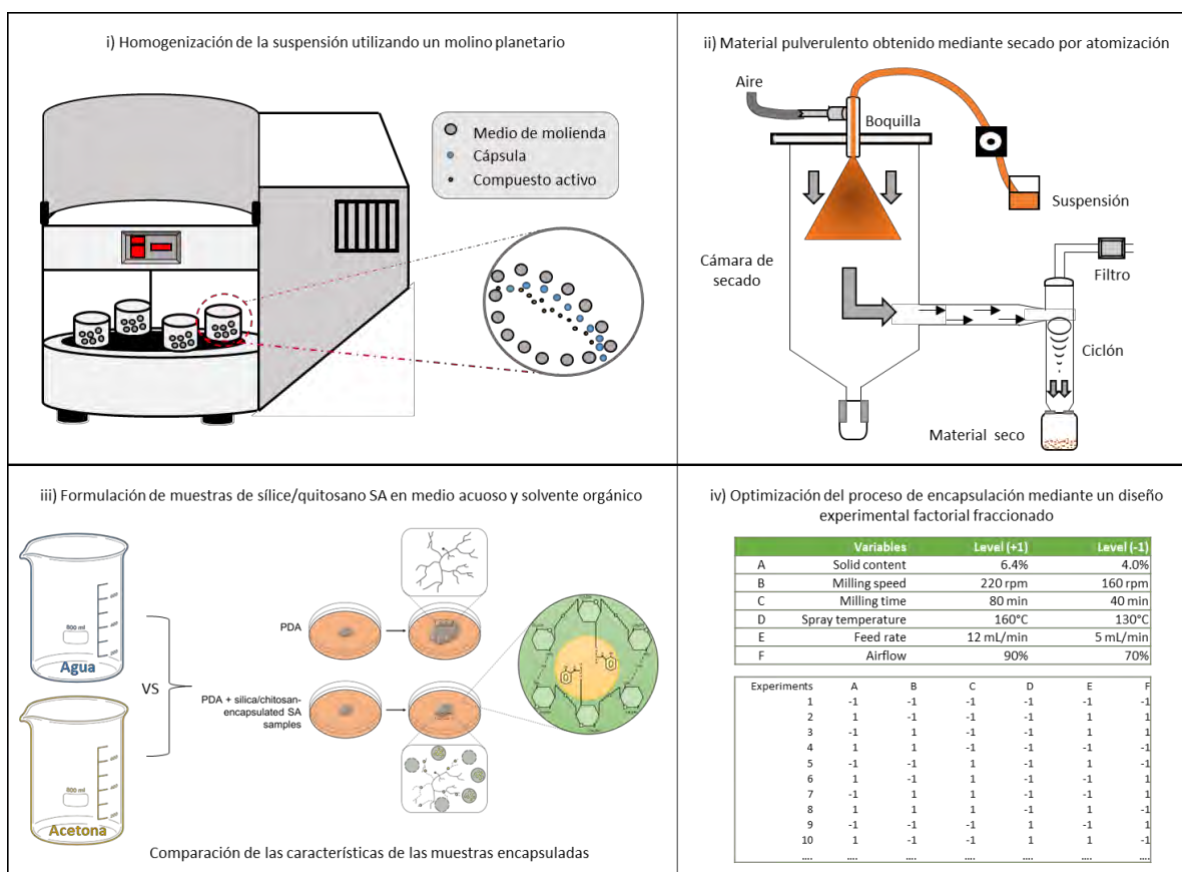 i) Homogenización de la suspensión utilizando un molino planetario
Medio de molienda
Cápsula
Compuesto activo
ii) Material pulverulento obtenido mediante secado por atomización
Aire
Boquilla
Suspensión
Cámara de
secado
Filtro
Ciclón
Material seco
iii) Formulación de muestras de sílice/quitosano SA en medio acuoso y solvente orgánico
600 ml
Agua
VS
600 ml
Acetona
PDA
PDA + silica/chitosan-
encapsulated SA
samples
Comparación de las características de las muestras encapsuladas
iv) Optimización del proceso de encapsulación mediante un diseño
experimental factorial fraccionado
Variables Level (+1) Level (-1)
A Solid content 6.4% 4.0%
B Milling speed 220 rpm 160 rpm
C Milling time 80 min 40 min
D Spray temperature 160°C 130°C
E Feed rate 12 mL/min 5 mL/min
F Airflow 90% 70%
Experiments A B C D E F
1 -1 -1 -1 -1 -1 -1
2 1 -1 -1 -1 1 1
3 -1 1 -1 -1 1 1
4 1 1 -1 -1 -1 -1
5 -1 -1 1 -1 1 -1
6 1 -1 1 -1 -1 1
7 -1 1 1 -1 -1 1
8 1 1 1 -1 1 -1
9 -1 -1 -1 1 -1 1
10 1 -1 -1 1 1 -1
.... .... .... .... .... .... ....